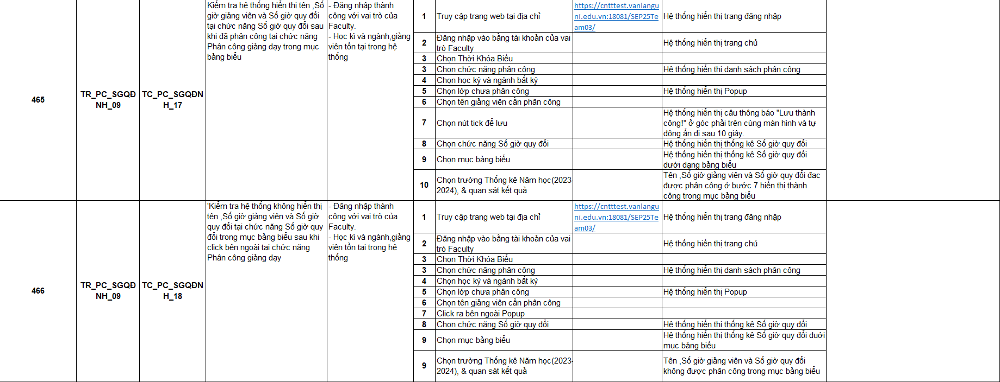 465
TR_PC_SGQĐ
NH_09
TC_PC_SGQĐN
H_17
Kiểm tra hệ thống hiển thị tên ,Số
giờ giảng viên và Số giờ quy đổi
tại chức năng Số giờ quy đổi sau
khi đã phân công tại chức năng
Phân công giảng dạy trong mục
bảng biểu
- Đăng nhập thành
công với vai trò của
Faculty.
- Học kì và ngành,giảng
viên tồn tại trong hệ
thống
1
Truy cập trang web tại địa chỉ
https://cntttest.vanlangu
ni.edu.vn:18081/SEP25Te
am03/
Hệ thống hiển thị trang đăng nhập
2
Đăng nhập vào bằng tài khoản của vai
trò Faculty
Hệ thống hiển thị trang chủ
3 Chọn Thời Khóa Biểu
3 Chọn chức năng phân công Hệ thống hiển thị danh sách phân công
4 Chọn học kỳ và ngành bất kỳ
5 Chọn lớp chưa phân công Hệ thống hiển thị Popup
6 Chọn tên giảng viên cần phân công
7 Chọn nút tick để lưu
Hệ thống hiển thị câu thông báo "Lưu thành
công!" ở góc phải trên cùng màn hình và tự
động ẩn đi sau 10 giây.
8 Chọn chức năng Số giờ quy đổi Hệ thống hiển thị thống kê Số giờ quy đổi
9 Chọn mục bảng biểu
Hệ thống hiển thị thống kê Số giờ quy đổi
dưới dạng bảng biểu
10
Chọn trường Thống kê Năm học(2023-
2024), & quan sát kết quả
Tên ,Số giờ giảng viên và Số giờ quy đổi đac
được phân công ở bước 7 hiển thị thành
công trong mục bảng biểu
466
TR_PC_SGQĐ
NH_09
TC_PC_SGQĐN
H_18
'Kiểm tra hệ thống không hiển thị
tên ,Số giờ giảng viên và Số giờ
quy đổi tại chức năng Số giờ quy
đổi trong mục bảng biểu sau khi
click bên ngoài tại chức năng
Phân công giảng dạy
- Đăng nhập thành
công với vai trò của
Faculty.
- Học kì và ngành,giảng
viên tồn tại trong hệ
thống
1
Truy cập trang web tại địa chỉ
https://cntttest.vanlangu
ni.edu.vn:18081/SEP25Te
am03/
Hệ thống hiển thị trang đăng nhập
2
Đăng nhập vào bằng tài khoản của vai
trò Faculty
Hệ thống hiển thị trang chủ
3 Chọn Thời Khóa Biểu
3 Chọn chức năng phân công Hệ thống hiển thị danh sách phân công
4 Chọn học kỳ và ngành bất kỳ
5 Chọn lớp chưa phân công Hệ thống hiển thị Popup
6 Chọn tên giảng viên cần phân công
7 Click ra bên ngoài Popup
8 Chọn chức năng Số giờ quy đổi Hệ thống hiển thị thống kê Số giờ quy đổi
9 Chọn mục bảng biểu
Hệ thống hiển thị thống kê Số giờ quy đổi duới
mục bảng biểu
9
Chọn trường Thống kê Năm học(2023-
2024), & quan sát kết quả
Tên ,Số giờ giảng viên và Số giờ quy đổi
không được phân công trong mục bảng biểu